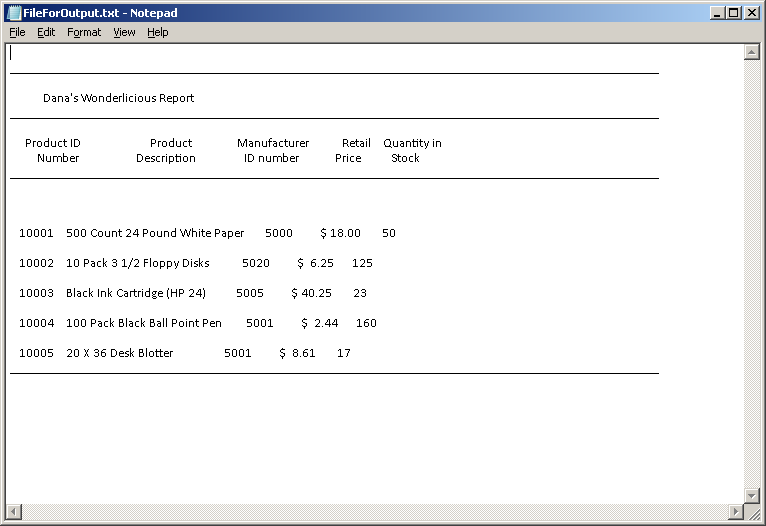 FileForOutput.txt - Notepad
File Edit Format View Help
Dana's Wonderlicious Report
Product ID Product Manufacturer Retail Quantity in
Number Description ID number Price Stock
10001 500 Count 24 Pound White Paper 5000 $ 18.00 50
10002 10 Pack 3 1/2 Floppy Disks 5020 $ 6.25 125
10003 Black Ink Cartridge (HP 24) 5005 $ 40.25 23
10004 100 Pack Black Ball Point Pen 5001 $ 2.44 160
10005 20 X 36 Desk Blotter 5001 $ 8.61 17